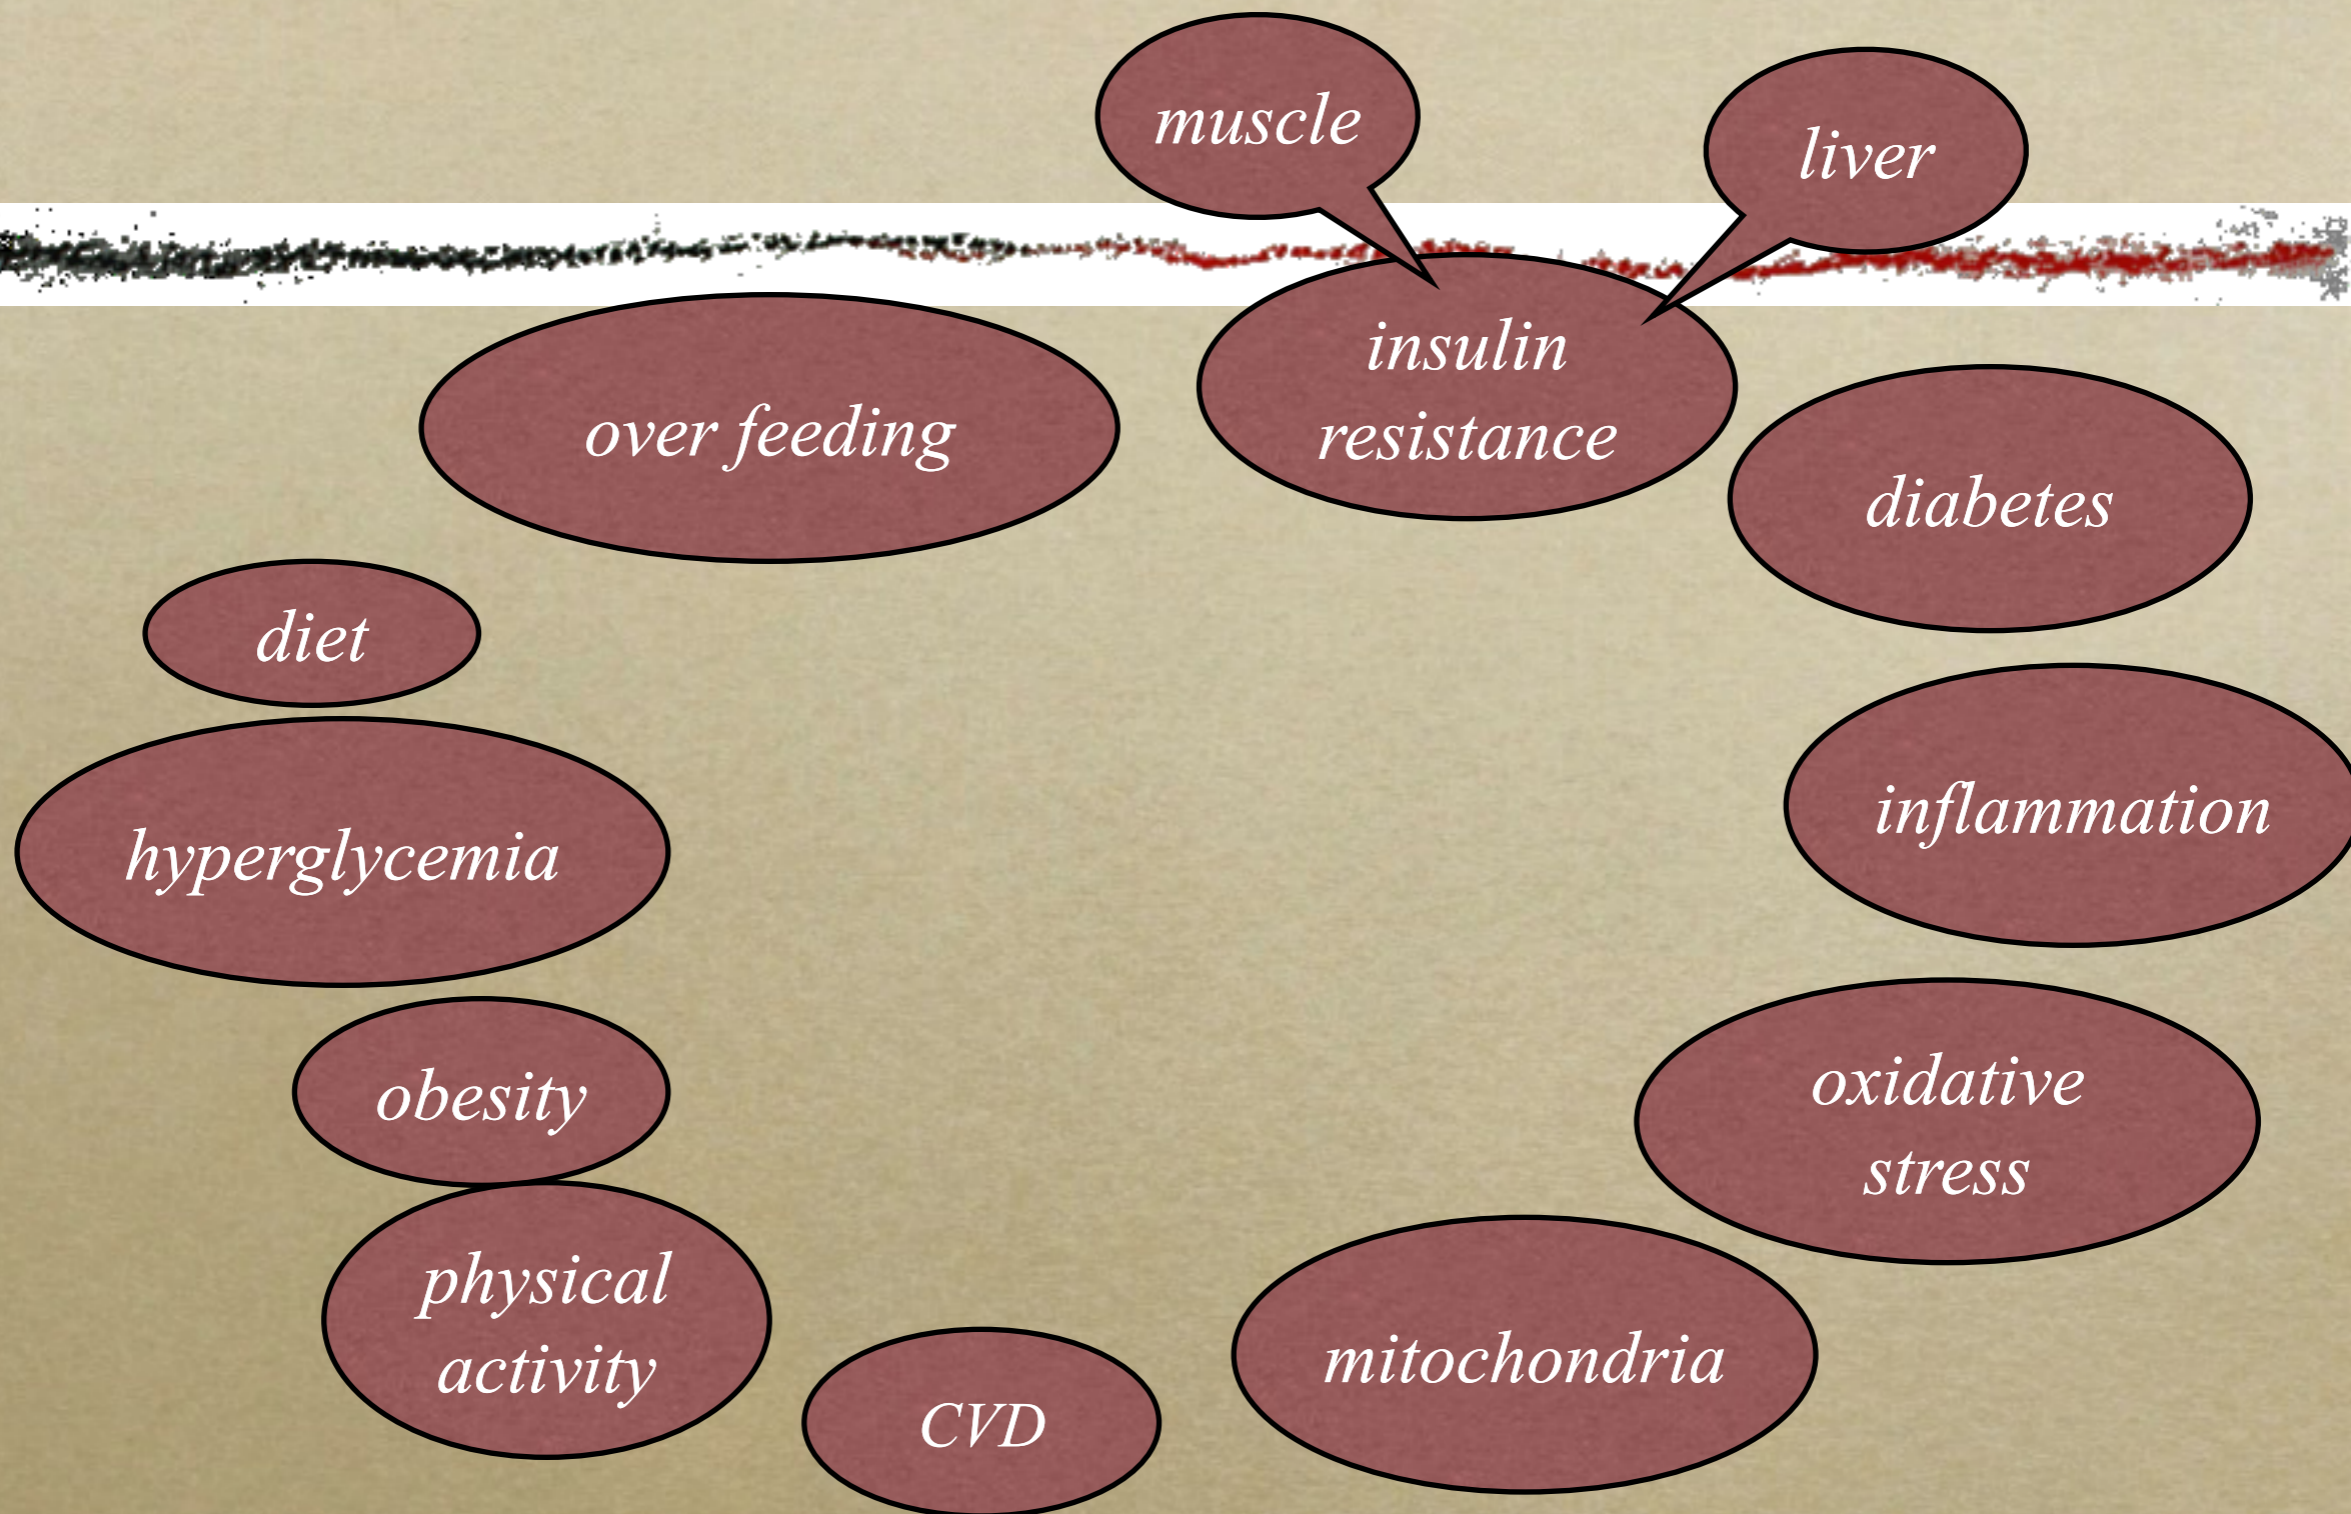 muscle
liver
insulin
resistance
over feeding
diabetes
diet
inflammation
hyperglycemia
obesity
oxidative
stress
physical
activity
mitochondria
CVD